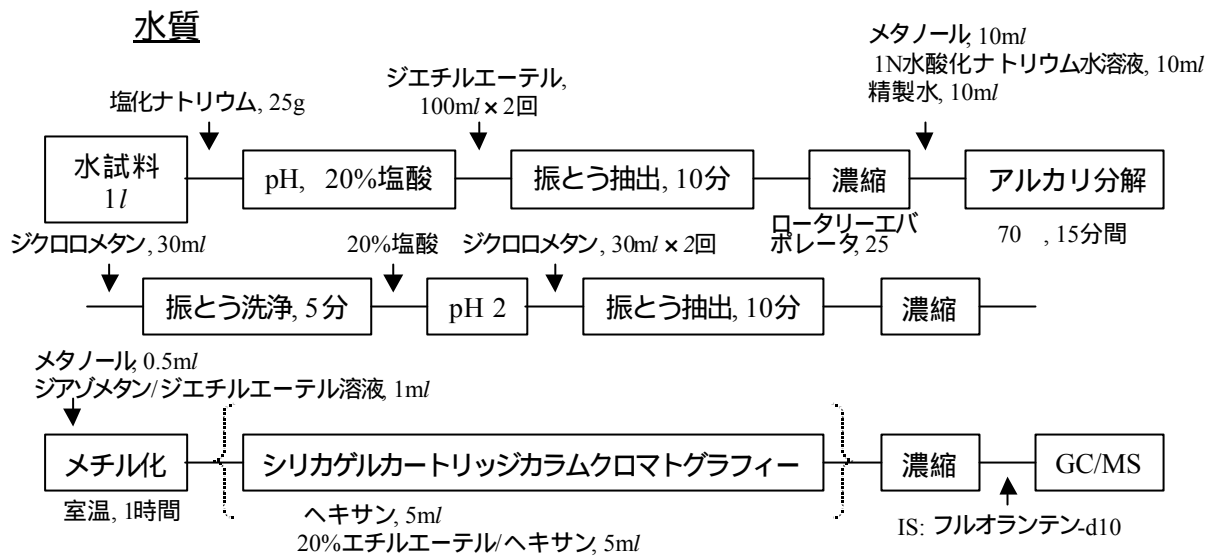 水質
塩化ナトリウム, 25g
ジエチルエーテル,
100ml × 2回
メタノール, 10ml
1N水酸化ナトリウム水溶液, 10ml
精製水, 10ml
水試料
1l
pH, 20%塩酸
振とう抽出, 10分
濃縮
ロータリーエバ
ポレータ, 25
アルカリ分解
70 , 15分間
ジクロロメタン, 30ml
振とう洗浄, 5分
20%塩酸
pH 2
ジクロロメタン, 30ml × 2回
振とう抽出, 10分
濃縮
メタノール, 0.5ml
ジアゾメタン/ジエチルエーテル溶液, 1ml
メチル化
室温, 1時間
シリカゲルカートリッジカラムクロマトグラフィー
ヘキサン, 5ml
20%エチルエーテル/ヘキサン, 5ml
濃縮
GC/MS
IS: フルオランテン-d10